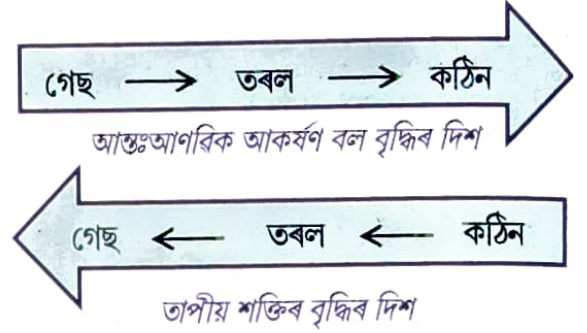 গেছ → তৰল → কঠিন
আন্তঃআণৱিক আকৰ্ষণ বল বৃদ্ধিৰ দিশ
গেছ ← তৰল ← কঠিন
তাপীয় শক্তিৰ বৃদ্ধিৰ দিশ